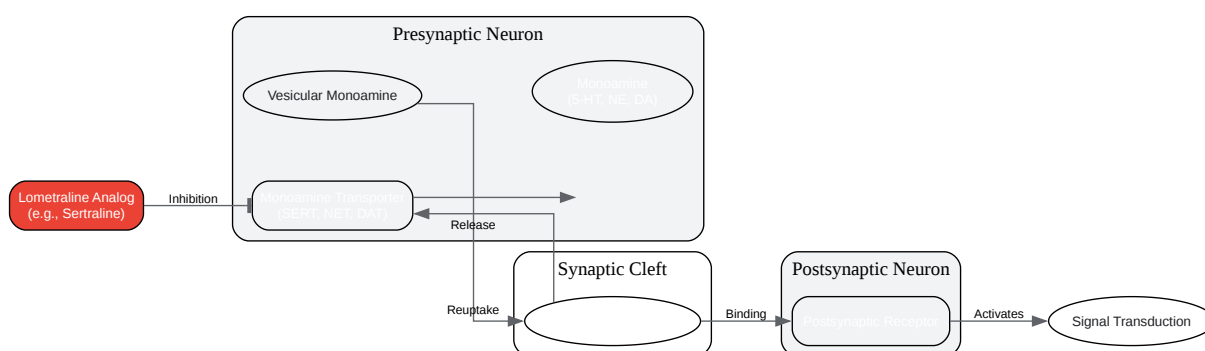 Presynaptic Neuron
Vesicular Monoamine
Monoamine
(5-HT, NE, DA)
Lometraline Analog
(e.g., Sertraline)
Inhibition
Monoamine Transporter
(SERT, NET, DAT)
Release
Synaptic Cleft
Postsynaptic Neuron
Reuptake
Binding
Postsynaptic Receptor
Activates
Signal Transduction